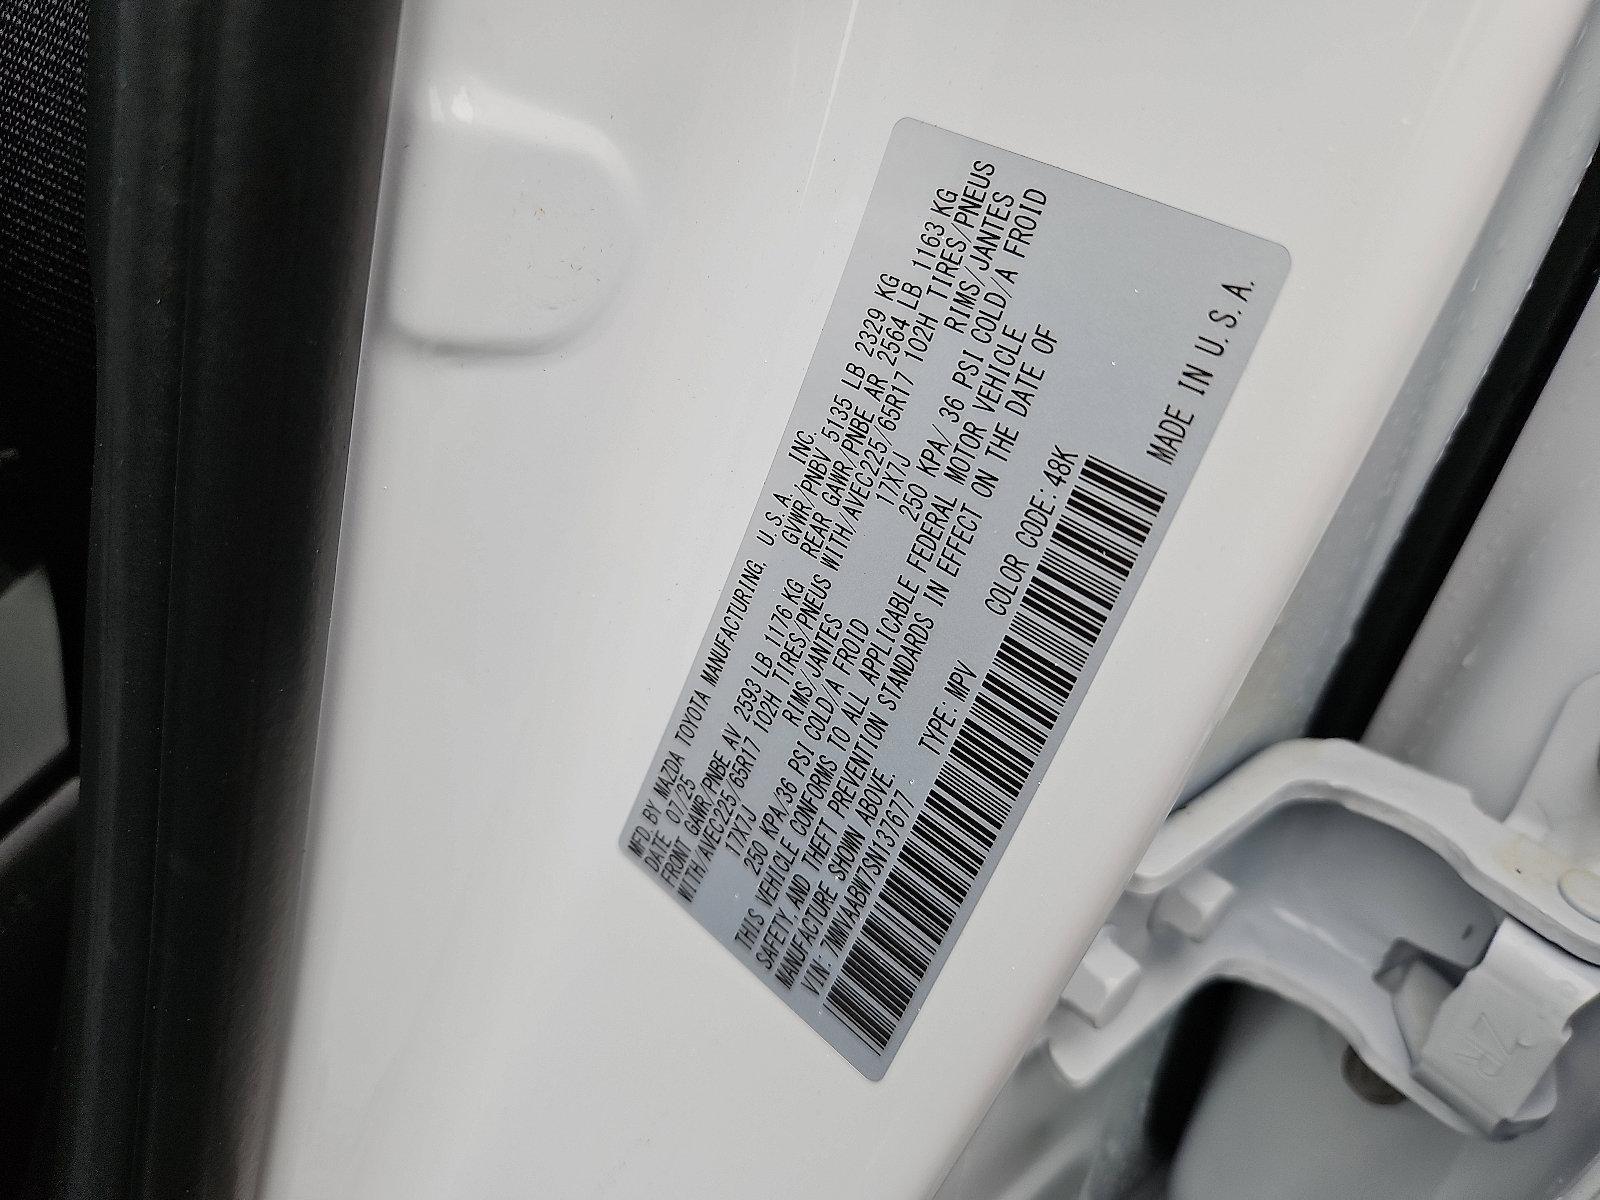 MFD. BY MAZDA TOYOTA MANUFACTURING, U.S.A. INC.
DATE 07/25 GVWR/PNBV 5135 LB 2329 KG
FRONT GAWR/PNBE AV 2593 LB 1176 KG REAR GAWR/PNBE AR 2564 LB 1163 KG
WITH/AVEC225/65R17 102H TIRES/PNEUS WITH/AVEC225/65R17 102H TIRES/PNEUS
17X7J RIMS/JANTES 17X7J RIMS/JANTES
250 KPA/36 PSI COLD/A FROID 250 KPA/ 36 PSI COLD/A FROID
THIS VEHICLE CONFORMS TO ALL APPLICABLE FEDERAL MOTOR VEHICLE
SAFETY, AND THEFT PREVENTION STANDARDS IN EFFECT ON THE DATE OF
MANUFACTURE SHOWN ABOVE.
VIN: 7MMVAABW7SN137677 TYPE: MPV COLOR CODE: 48K
MADE IN U.S.A.
ZR